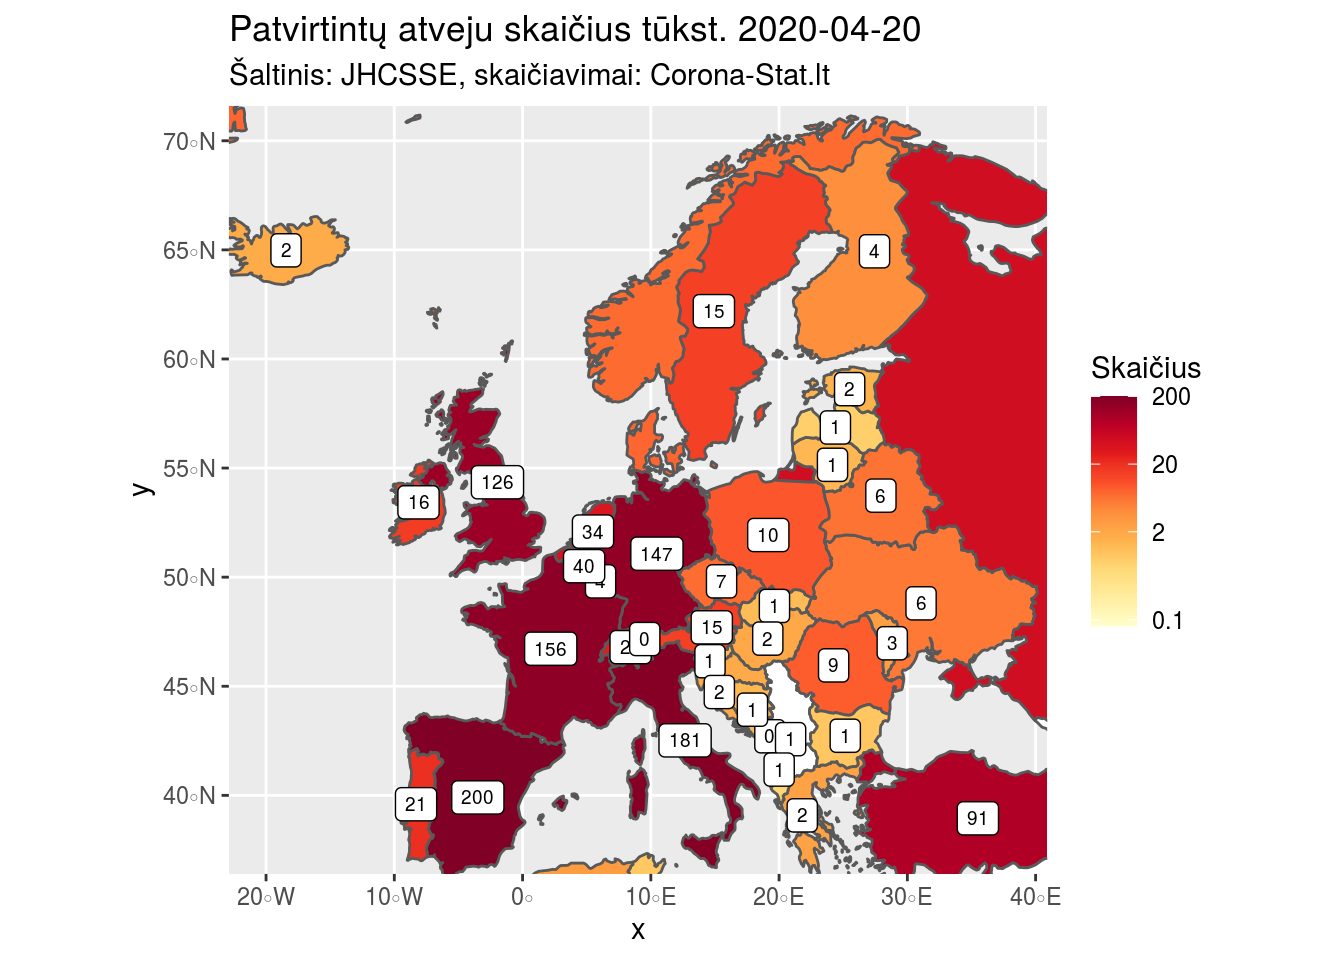 Patvirtintų atveju skaičius tūkst. 2020-04-20
Šaltinis: JHCSSE, skaičiavimai: Corona-Stat.lt
70◦N
65◦N
60◦N
55◦N
50◦N
45◦N
40◦N
y
2
4
15
2
1
1
126
16
6
34
10
147
40
4
7
1
6
15
0
2
3
156
1
9
2
1
0
1
1
181
1
200
21
2
91
20◦W
10◦W
0◦
10◦E
20◦E
30◦E
40◦E
x
Skaičius
200
20
2
0.1